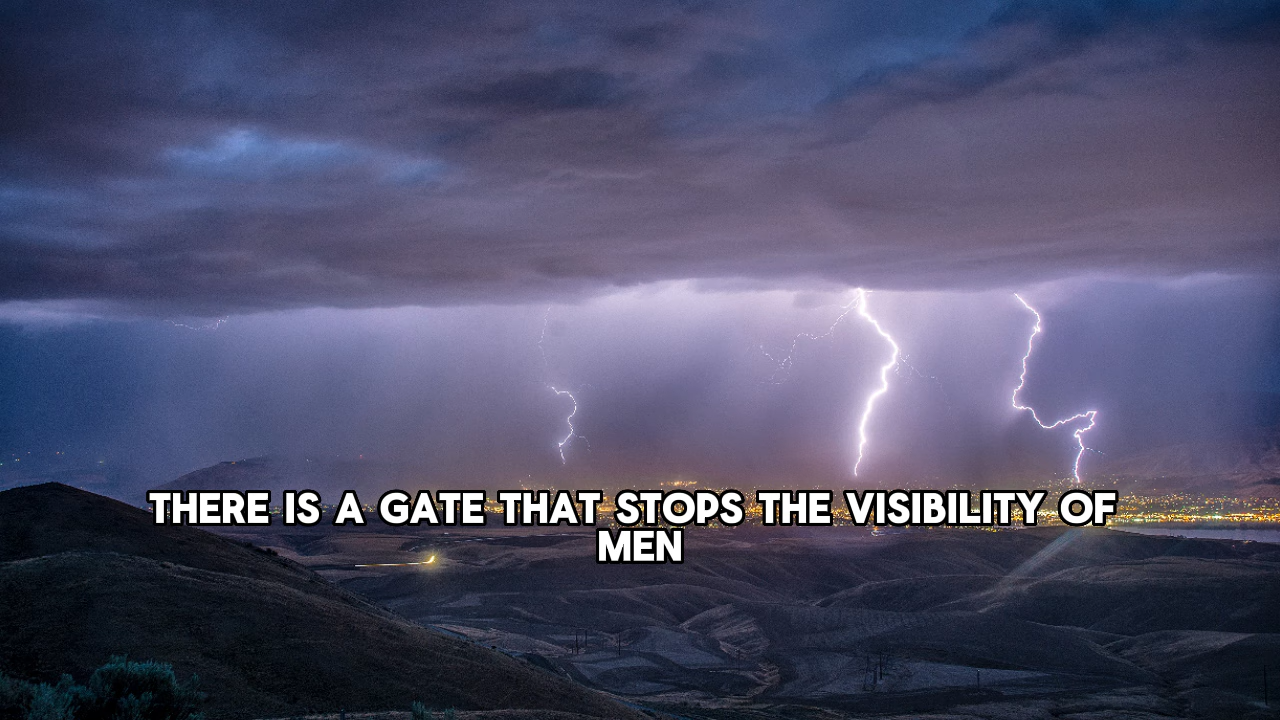 THERE IS A GATE THAT STOPS THE VISIBILITY OF
MEN